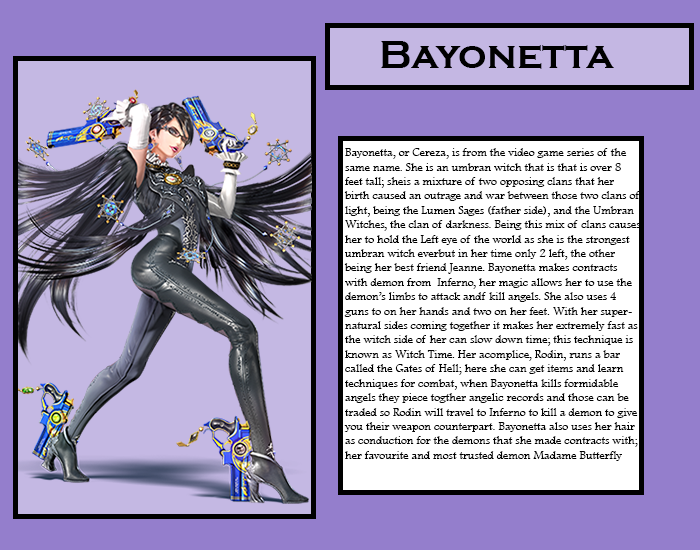 Bayonetta
Bayonetta, or Cereza, is from the video game series of the
same name. She is an umbran witch that is that is over 8
feet tall; sheis a mixture of two opposing clans that her
birth caused an outrage and war between those two clans of
light, being the Lumen Sages (father side), and the Umbran
Witches, the clan of darkness. Being this mix of clans causes
her to hold the Left eye of the world as she is the strongest
umbran witch everbut in her time only 2 left, the other
being her best friend Jeanne. Bayonetta makes contracts
with demon from Inferno, her magic allows her to use the
demon's limbs to attack andf kill angels. She also uses 4
guns to on her hands and two on her feet. With her super-
natural sides coming together it makes her extremely fast as
the witch side of her can slow down time; this technique is
known as Witch Time. Her acomplice, Rodin, runs a bar
called the Gates of Hell; here she can get items and learn
techniques for combat, when Bayonetta kills formidable
angels they piece togther angelic records and those can be
traded so Rodin will travel to Inferno to kill a demon to give
you their weapon counterpart. Bayonetta also uses her hair
as conduction for the demons that she made contracts with;
her favourite and most trusted demon Madame Butterfly